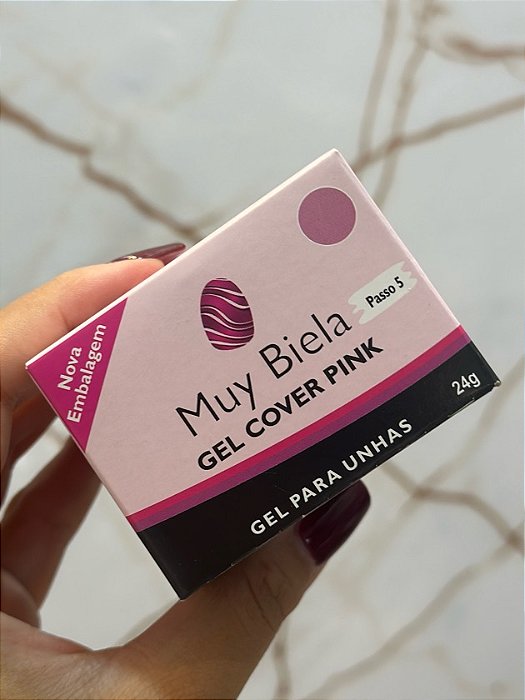 Nova
Embalagem
Passo 5
Muy Biela
GEL COVER PINK
24g
GEL PARA UNHAS